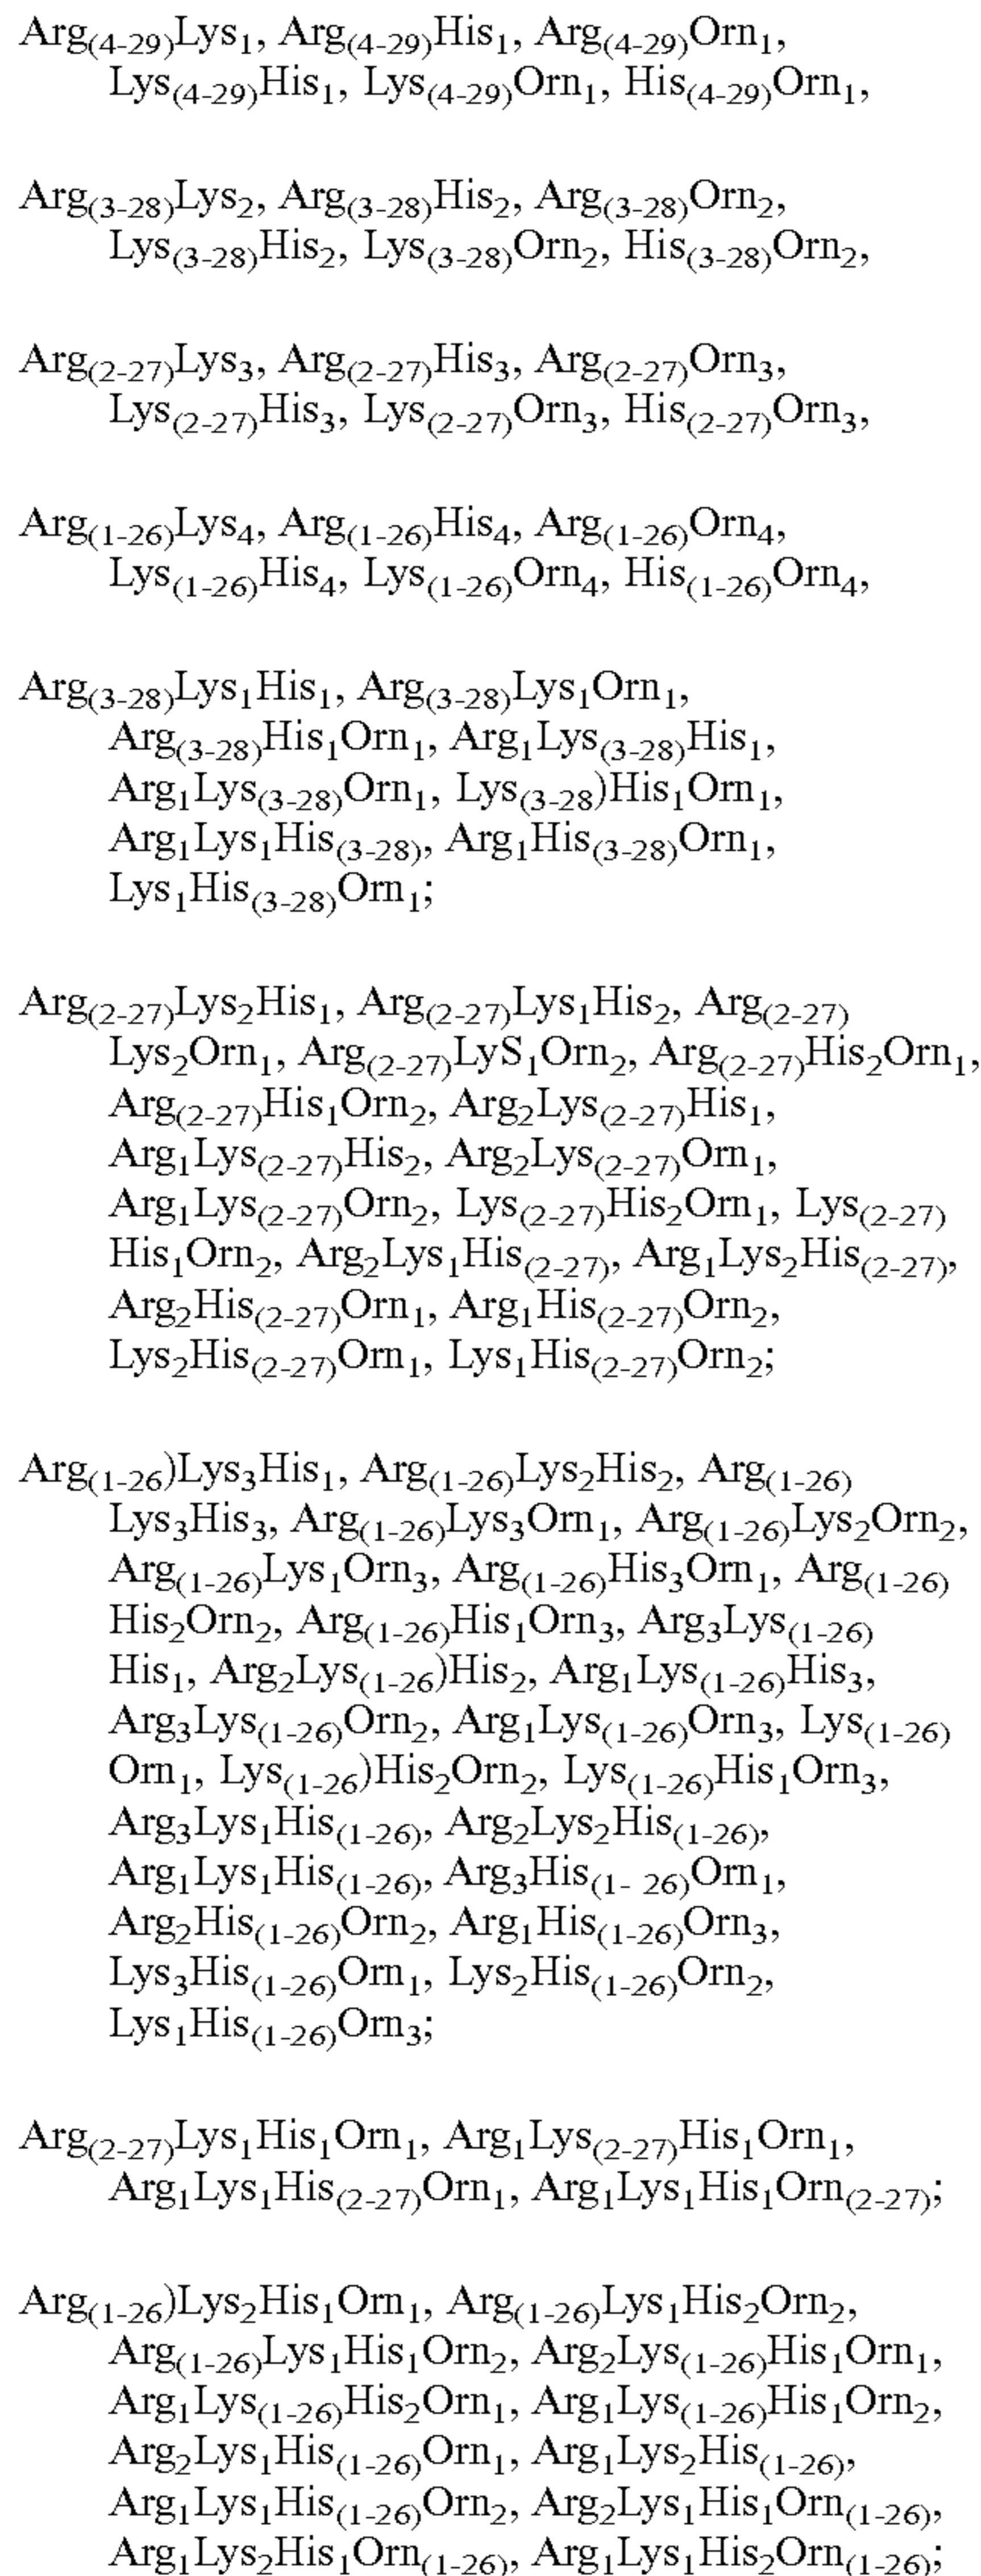 Arg(4-29)Lys1, Arg(4-29)His1, Arg(4-29)Orn1,
Lys(4-29)His1, Lys(4-29)Orn1, His(4-29)Orn1,
Arg(3-28)Lys2, Arg(3-28)His2, Arg(3-28)Orn2,
Lys(3-28)His2, Lys(3-28)Orn2, His(3-28)Orn2,
Arg(2-27)Lys3, Arg(2-27)His3, Arg(2-27)Orn3,
Lys(2-27)His3, Lys(2-27)Orn3, His(2-27)Orn3,
Arg(1-26)Lys4, Arg(1-26)His4, Arg(1-26)Orn4,
Lys(1-26)His4, Lys(1-26)Orn4, His(1-26)Orn4,
Arg(3-28)Lys1His1, Arg(3-28)Lys1Orn1,
Arg(3-28)His1Orn1, Arg1Lys(3-28)His1,
Arg1Lys(3-28)Orn1, Lys(3-28)His1Orn1,
Arg1Lys1His(3-28), Arg1His(3-28)Orn1,
Lys1His(3-28)Orn1;
Arg(2-27)Lys2His1, Arg(2-27)Lys1His2, Arg(2-27)
Lys2Orn1, Arg(2-27)LyS1Orn2, Arg(2-27)His2Orn1,
Arg(2-27)His1Orn2, Arg2Lys(2-27)His1,
Arg1Lys(2-27)His2, Arg2Lys(2-27)Orn1,
Arg1Lys(2-27)Orn2, Lys(2-27)His2Orn1, Lys(2-27)
His1Orn2, Arg2Lys1His(2-27), Arg1Lys2His(2-27),
Arg2His(2-27)Orn1, Arg1His(2-27)Orn2,
Lys2His(2-27)Orn1, Lys1His(2-27)Orn2;
Arg(1-26)Lys3His1, Arg(1-26)Lys2His2, Arg(1-26)
Lys3His3, Arg(1-26)Lys3Orn1, Arg(1-26)Lys2Orn2,
Arg(1-26)Lys1Orn3, Arg(1-26)His3Orn1, Arg(1-26)
His2Orn2, Arg(1-26)His1Orn3, Arg3Lys(1-26)
His1, Arg2Lys(1-26)His2, Arg1Lys(1-26)His3,
Arg3Lys(1-26)Orn2, Arg1Lys(1-26)Orn3, Lys(1-26)
Orn1, Lys(1-26)His2Orn2, Lys(1-26)His1Orn3,
Arg3Lys1His(1-26), Arg2Lys2His(1-26),
Arg1Lys1His(1-26), Arg3His(1- 26)Orn1,
Arg2His(1-26)Orn2, Arg1His(1-26)Orn3,
Lys3His(1-26)Orn1, Lys2His(1-26)Orn2,
Lys1His(1-26)Orn3;
Arg(2-27)Lys1His1Orn1, Arg1Lys(2-27)His1Orn1,
Arg1Lys1His(2-27)Orn1, Arg1Lys1His1Orn(2-27);
Arg(1-26)Lys2His1Orn1, Arg(1-26)Lys1His2Orn2,
Arg(1-26)Lys1His1Orn2, Arg2Lys(1-26)His1Orn1,
Arg1Lys(1-26)His2Orn1, Arg1Lys(1-26)His1Orn2,
Arg2Lys1His(1-26)Orn1, Arg1Lys2His(1-26),
Arg1Lys1His(1-26)Orn2, Arg2Lys1His1Orn(1-26),
Arg1Lys2His1Orn(1-26), Arg1Lys1His2Orn(1-26);